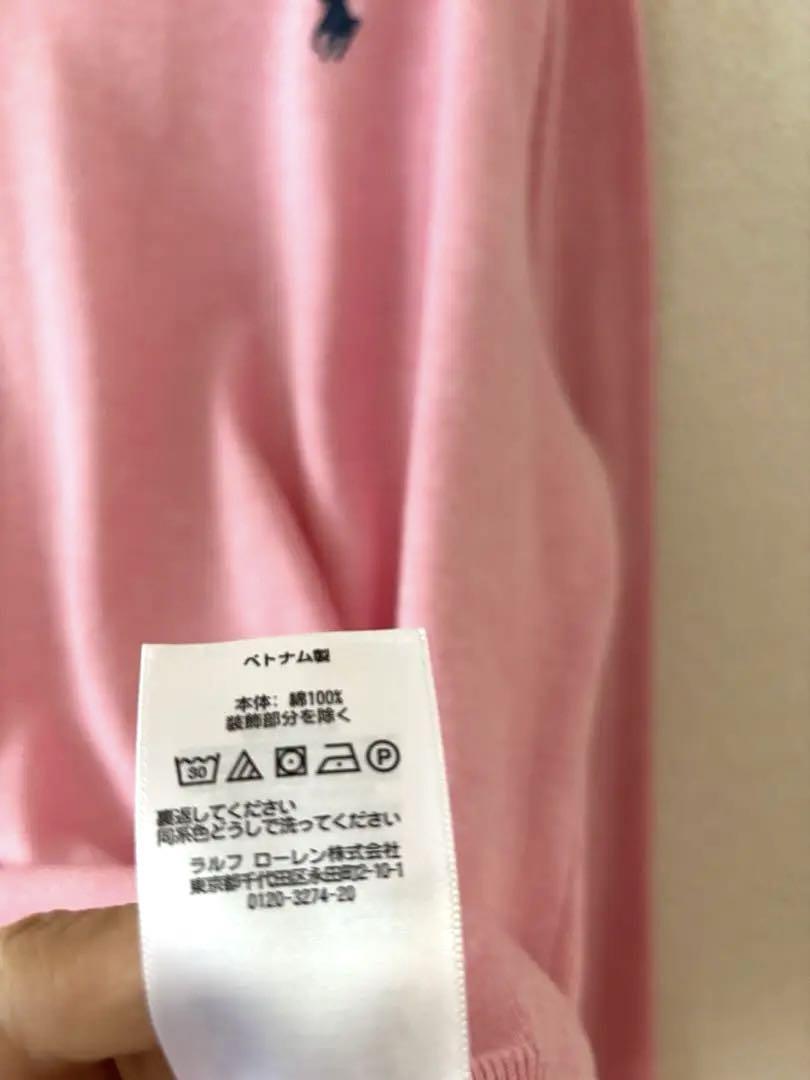 ベトナム製
本体: 綿100%
装飾部分を除く
30 P
裏返してください
同系色どうしで洗ってください
ラルフ ローレン株式会社
東京都千代田区永田町2-10-1
0120-3274-20